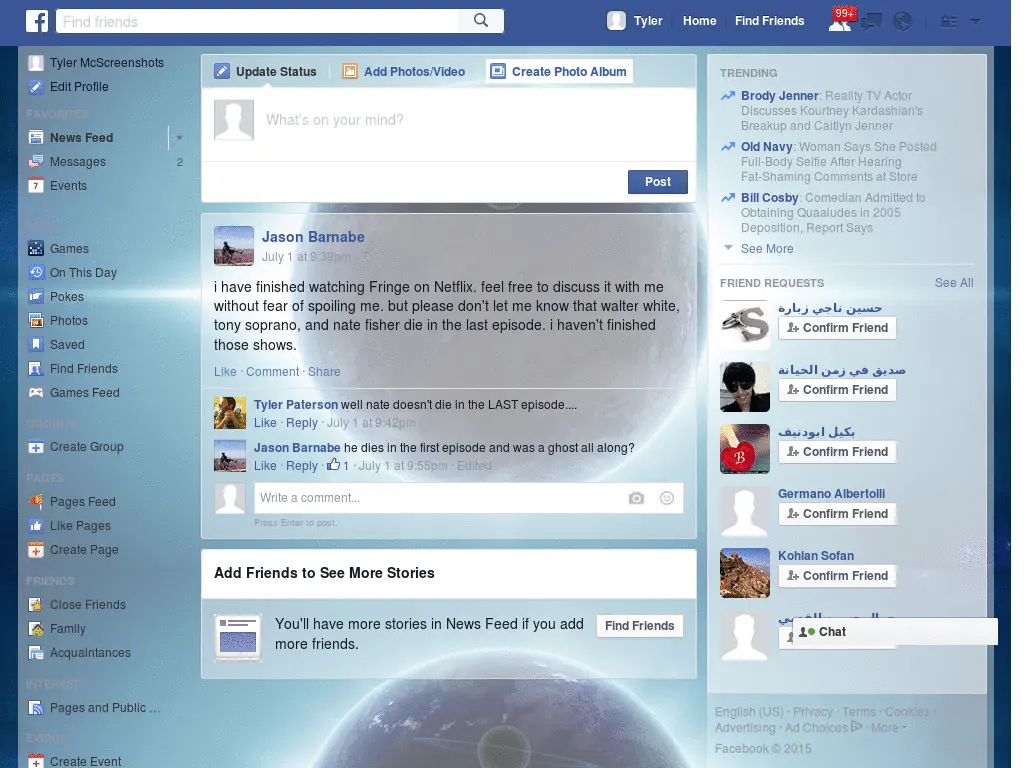 Find friends
Tyler
Home
Find Friends
99+
Tyler McScreenshots
Edit Profile
FAVORITES
News Feed
Messages
2
Events
Games
On This Day
Pokes
Photos
Saved
Find Friends
Games Feed
GROUPS
Create Group
PAGES
Pages Feed
Like Pages
Create Page
FRIENDS
Close Friends
Family
Acquaintances
INTERESTS
Pages and Public ...
EVENTS
Create Event
Update Status
Add Photos/Video
Create Photo Album
What's on your mind?
Post
Jason Barnabe
July 1 at 9:39pm ·
i have finished watching Fringe on Netflix. feel free to discuss it with me
without fear of spoiling me. but please don't let me know that walter white,
tony soprano, and nate fisher die in the last episode. i haven't finished
those shows.
Like · Comment · Share
Tyler Paterson well nate doesn't die in the LAST episode....
Like · Reply · July 1 at 9:42pm
Jason Barnabe he dies in the first episode and was a ghost all along?
Like · Reply · 1 · July 1 at 9:55pm · Edited
Write a comment...
Press Enter to post.
Add Friends to See More Stories
You'll have more stories in News Feed if you add
more friends.
Find Friends
TRENDING
Brody Jenner: Reality TV Actor
Discusses Kourtney Kardashian's
Breakup and Caitlyn Jenner
Old Navy: Woman Says She Posted
Full-Body Selfie After Hearing
Fat-Shaming Comments at Store
Bill Cosby: Comedian Admitted to
Obtaining Quaaludes in 2005
Deposition, Report Says
See More
FRIEND REQUESTS
See All
حسين ناجي زبارة
Confirm Friend
صديق في زمن الخيانة
Confirm Friend
بكيل ابودنيف
Confirm Friend
B
Germano Albertolli
Confirm Friend
Kohlan Sofan
Confirm Friend
Chat
English (US) · Privacy · Terms · Cookies ·
Advertising · Ad Choices · More
Facebook © 2015